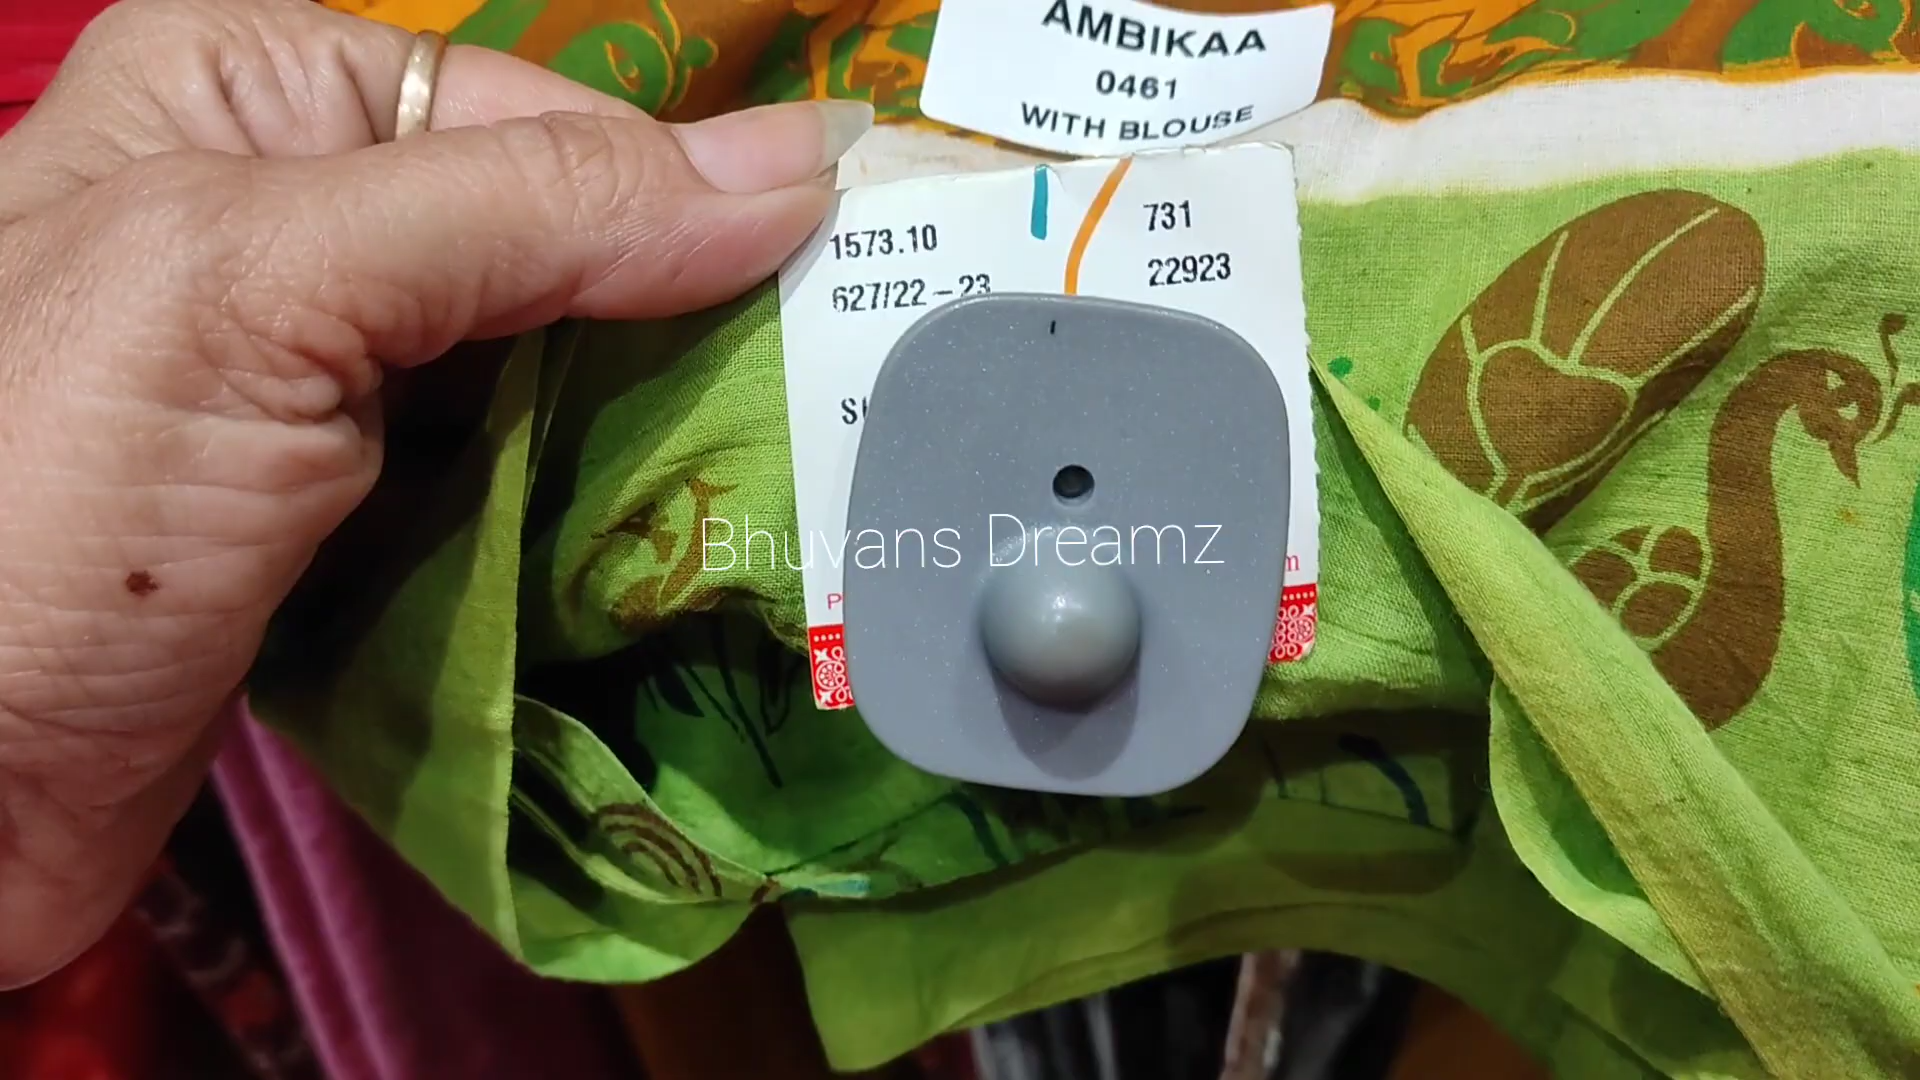 AMBIKAA
0461
WITH BLOUSE
1573.10
731
627/22-23
22923
Bhuvans Dreamz